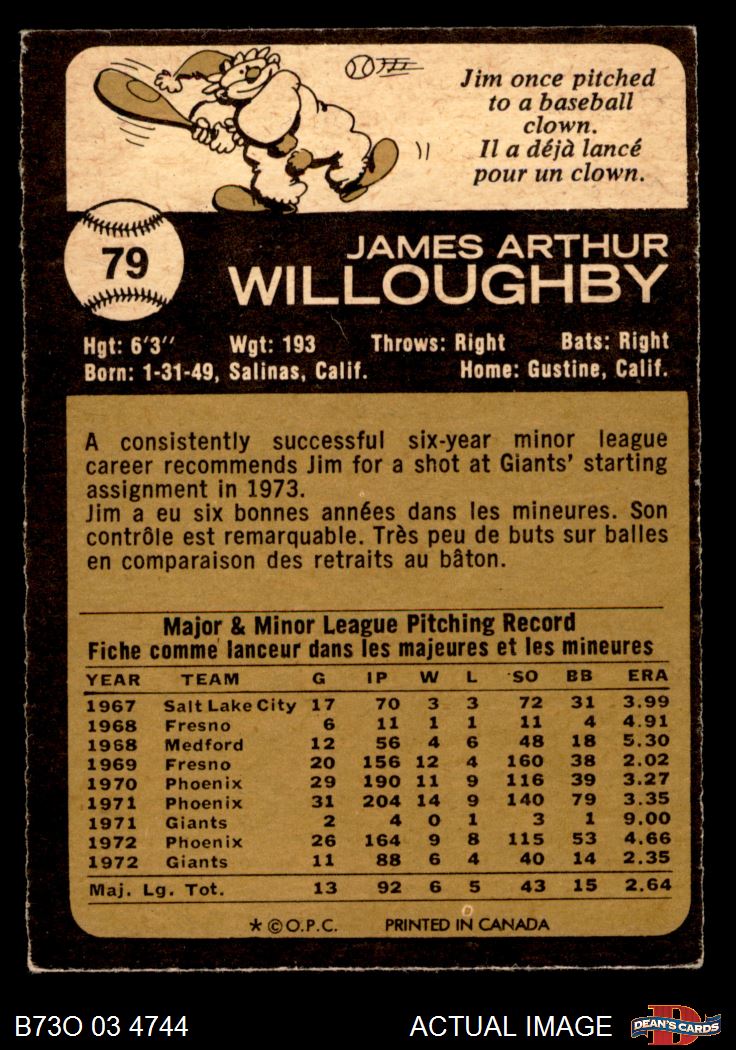 Jim once pitched
to a baseball
clown.
Il a déjà lancé
pour un clown.
79
JAMES ARTHUR
WILLOUGHBY
Hgt: 6'3'' Wgt: 193 Throws: Right Bats: Right
Born: 1-31-49, Salinas, Calif. Home: Gustine, Calif.
A consistently successful six-year minor league
career recommends Jim for a shot at Giants' starting
assignment in 1973.
Jim a eu six bonnes années dans les mineures. Son
contrôle est remarquable. Très peu de buts sur balles
en comparaison des retraits au bâton.
Major & Minor League Pitching Record
Fiche comme lanceur dans les majeures et les mineures
YEAR TEAM G IP W L SO BB ERA
1967 Salt Lake City 17 70 3 3 72 31 3.99
1968 Fresno 6 11 1 1 11 4 4.91
1968 Medford 12 56 4 6 48 18 5.30
1969 Fresno 20 156 12 4 160 38 2.02
1970 Phoenix 29 190 11 9 116 39 3.27
1971 Phoenix 31 204 14 9 140 79 3.35
1971 Giants 2 4 0 1 3 1 9.00
1972 Phoenix 26 164 9 8 115 53 4.66
1972 Giants 11 88 6 4 40 14 2.35
Maj. Lg. Tot. 13 92 6 5 43 15 2.64
* © O.P.C. PRINTED IN CANADA
B73O 03 4744 ACTUAL IMAGE D DEAN'S CARDS